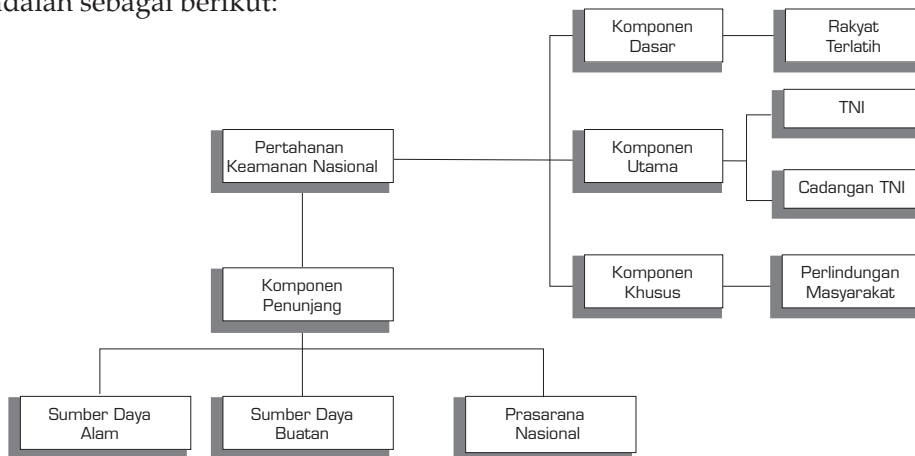 adalah sebagai berikut:
Komponen
Dasar
Rakyat
Terlatih
TNI
Pertahanan
Keamanan Nasional
Komponen
Utama
Cadangan TNI
Komponen
Penunjang
Komponen
Khusus
Perlindungan
Masyarakat
Sumber Daya
Alam
Sumber Daya
Buatan
Prasarana
Nasional